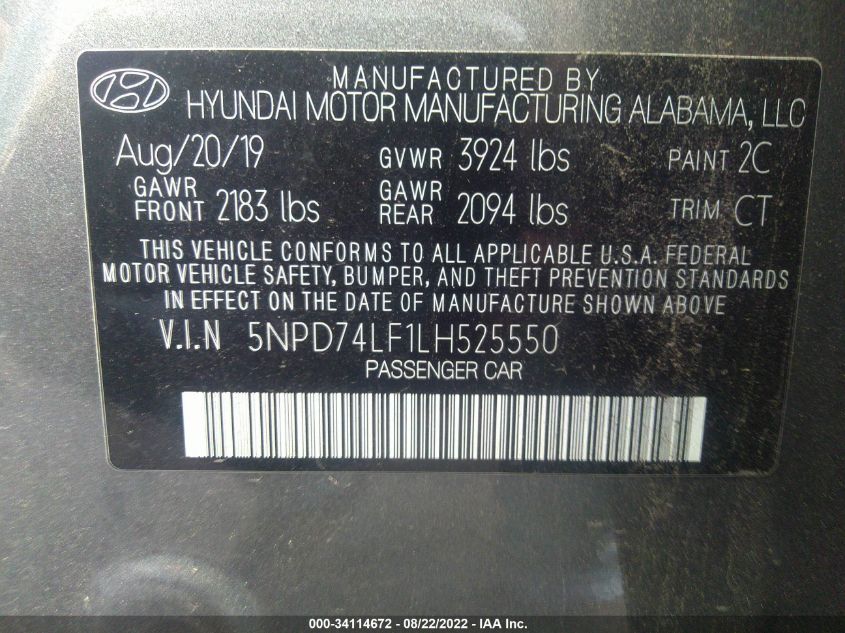 MANUFACTURED BY
HYUNDAI MOTOR MANUFACTURING ALABAMA, LLC
Aug/20/19 GVWR 3924 lbs PAINT 2C
GAWR FRONT 2183 lbs GAWR REAR 2094 lbs TRIM CT
THIS VEHICLE CONFORMS TO ALL APPLICABLE U.S.A. FEDERAL
MOTOR VEHICLE SAFETY, BUMPER, AND THEFT PREVENTION STANDARDS
IN EFFECT ON THE DATE OF MANUFACTURE SHOWN ABOVE
V.I.N 5NPD74LF1LH525550
PASSENGER CAR
000-34114672 - 08/22/2022 - IAA Inc.